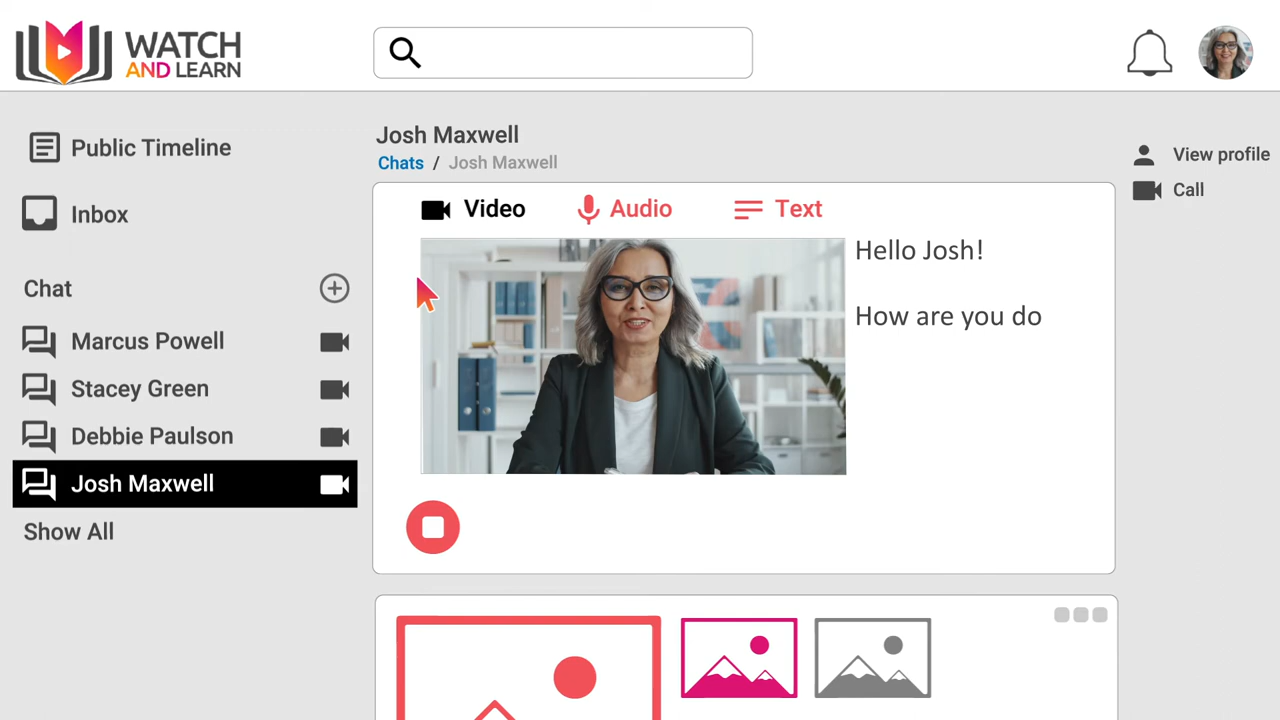 WATCH
AND LEARN
Public Timeline
Inbox
Chat
Marcus Powell
Stacey Green
Debbie Paulson
Josh Maxwell
Show All
Josh Maxwell
Chats / Josh Maxwell
Video Audio Text
Hello Josh!
How are you do
View profile
Call